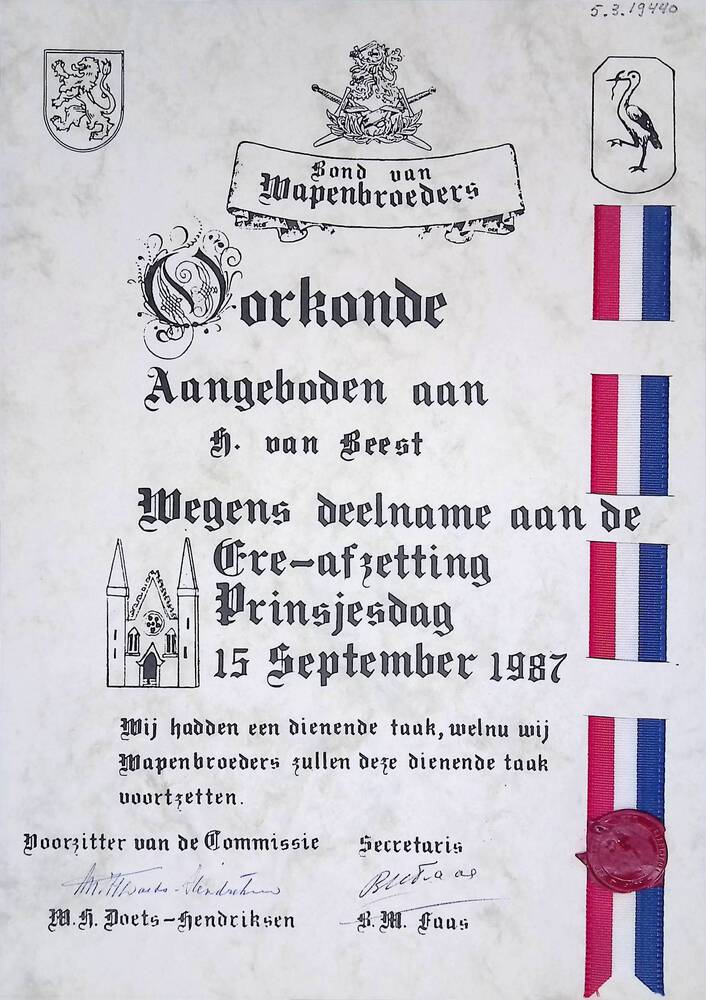 5.3.19440
Bond van
Wapenbroeders
Oorkonde
Aangeboden aan
H. van Beest
Wegens deelname aan de
Ere-afzetting
Prinsjesdag
15 September 1987
Wij hadden een dienende taak, welnu wij
Wapenbroeders zullen deze dienende taak
voortzetten.
Voorzitter van de Commissie
Secretaris
W.H. Doets-Hendriksen
B.M. Faas